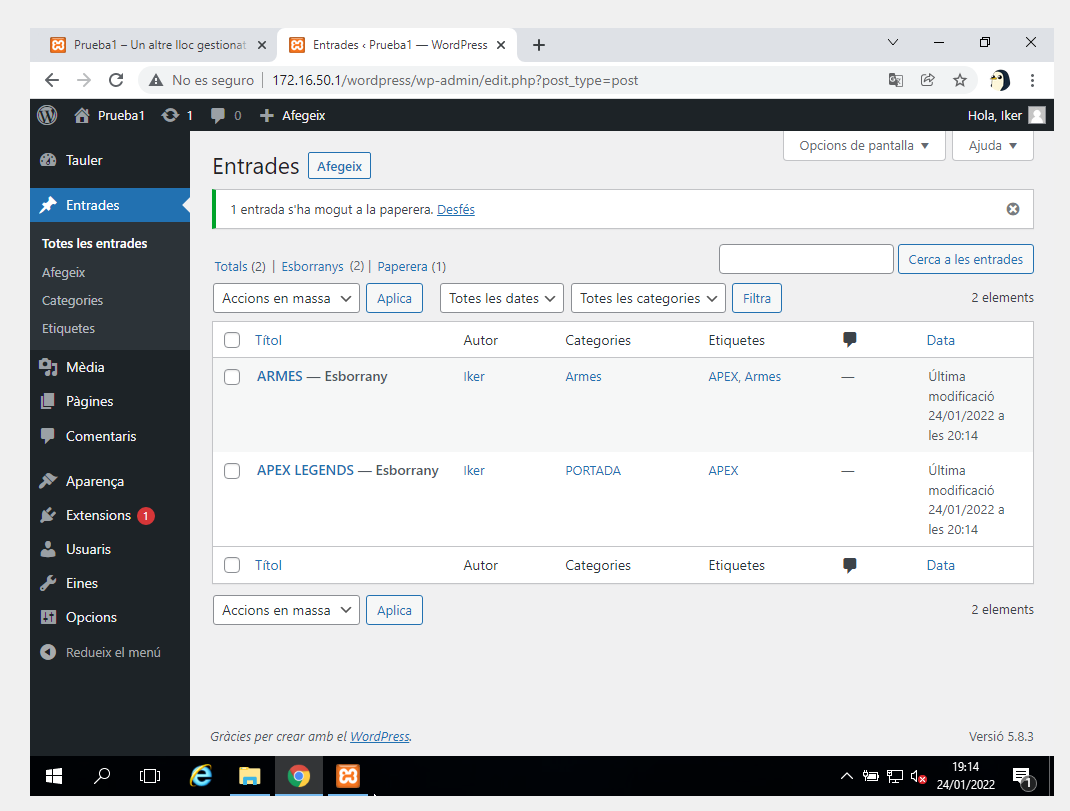 Prueba1 – Un altre lloc gestionat
Entrades ‹ Prueba1 — WordPress
No es seguro | 172.16.50.1/wordpress/wp-admin/edit.php?post_type=post
Prueba1 1 0 Afegeix
Hola, Iker
Tauler
Entrades
Totes les entrades
Afegeix
Categories
Etiquetes
Mèdia
Pàgines
Comentaris
Aparença
Extensions 1
Usuaris
Eines
Opcions
Redueix el menú
Opcions de pantalla ▼
Ajuda ▼
Entrades Afegeix
1 entrada s'ha mogut a la paperera. Desfés
Totals (2) | Esborranys (2) | Paperera (1)
Cerca a les entrades
Accions en massa Aplica Totes les dates Totes les categories Filtra
2 elements
Títol Autor Categories Etiquetes Data
ARMES — Esborrany Iker Armes APEX, Armes — Última
modificació
24/01/2022 a
les 20:14
APEX LEGENDS — Esborrany Iker PORTADA APEX — Última
modificació
24/01/2022 a
les 20:14
Títol Autor Categories Etiquetes Data
Accions en massa Aplica
2 elements
Gràcies per crear amb el WordPress.
Versió 5.8.3
19:14
24/01/2022
1